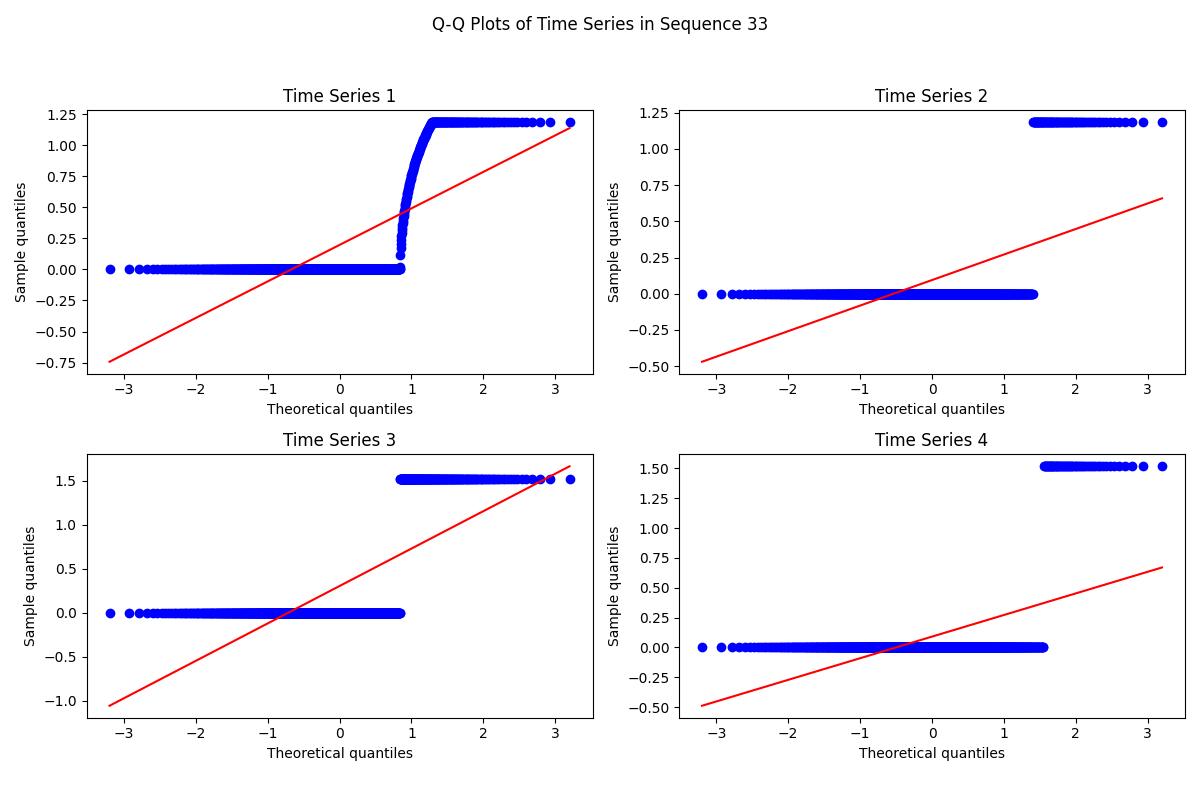 Q-Q Plots of Time Series in Sequence 33
Time Series 1
1.25
1.00
0.75
0.50
0.25
0.00
−0.25
−0.50
−0.75
Sample quantiles
−3 −2 −1 0 1 2 3
Theoretical quantiles
Time Series 2
1.25
1.00
0.75
0.50
0.25
0.00
−0.25
−0.50
Sample quantiles
−3 −2 −1 0 1 2 3
Theoretical quantiles
Time Series 3
1.5
1.0
0.5
0.0
−0.5
−1.0
Sample quantiles
−3 −2 −1 0 1 2 3
Theoretical quantiles
Time Series 4
1.50
1.25
1.00
0.75
0.50
0.25
0.00
−0.25
−0.50
Sample quantiles
−3 −2 −1 0 1 2 3
Theoretical quantiles